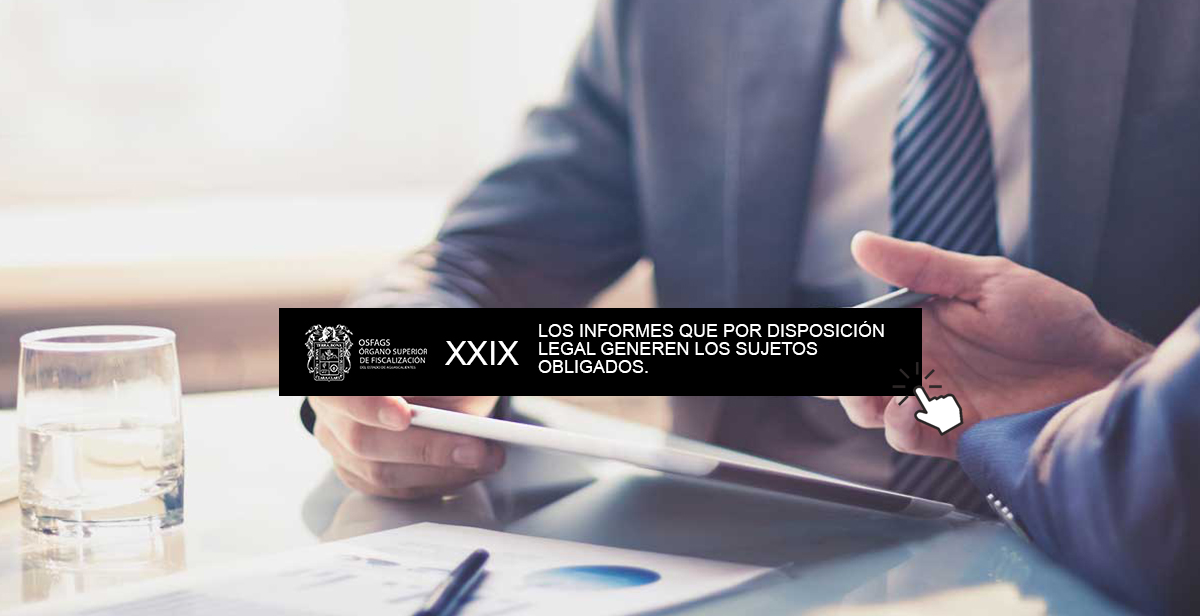 OSFAGS
ÓRGANO SUPERIOR
DE FISCALIZACIÓN
DEL ESTADO DE AGUASCALIENTES
XXIX
LOS INFORMES QUE POR DISPOSICIÓN
LEGAL GENEREN LOS SUJETOS
OBLIGADOS.